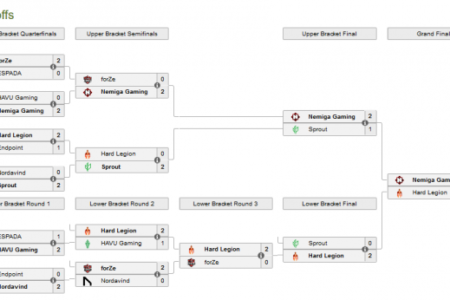 offs
Bracket Quarterfinals
Upper Bracket Semifinals
Upper Bracket Final
Grand Final
forZe 2
ESPADA 0
HAVU Gaming 0
Nemiga Gaming 2
Hard Legion 2
Endpoint 1
Nordavind 0
Sprout 2
forZe 0
Nemiga Gaming 2
Hard Legion 0
Sprout 2
Nemiga Gaming 2
Sprout 1
Nemiga Gam
Hard Legion
er Bracket Round 1
Lower Bracket Round 2
Lower Bracket Round 3
Lower Bracket Final
ESPADA 1
HAVU Gaming 2
Endpoint 0
Nordavind 2
Hard Legion 2
HAVU Gaming 1
forZe 2
Nordavind 0
Hard Legion 2
forZe 0
Sprout 0
Hard Legion 2